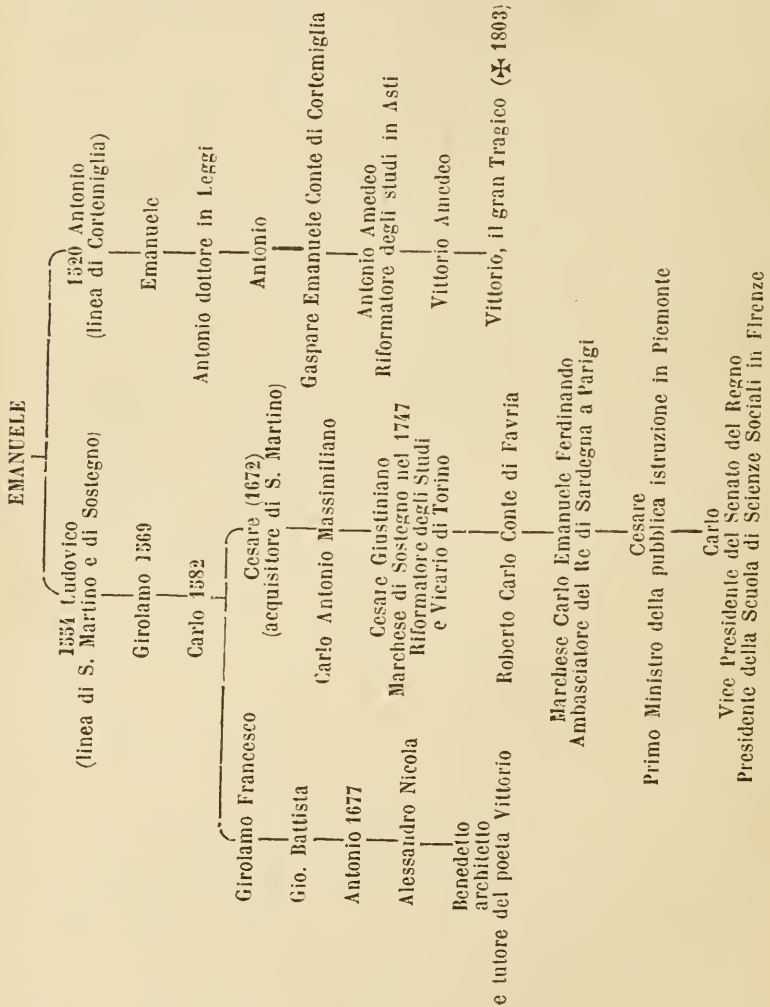 EMANUELE
1554 Ludovico
(linea di S. Martino e di Sostegno)
Girolamo 1569
Carlo 1582
Girolamo Francesco
Gio. Battista
Antonio 1677
Alessandro Nicola
Benedetto
architetto
e tutore del poeta Vittorio
Cesare (1672)
(acquisitore di S. Martino)
Carlo Antonio Massimiliano
Cesare Giustiniano
Marchese di Sostegno nel 1747
Riformatore degli Studi
e Vicario di Torino
Roberto Carlo Conte di Favria
Marchese Carlo Emanuele Ferdinando
Ambasciatore del Re di Sardegna a Parigi
Cesare
Primo Ministro della pubblica istruzione in Piemonte
Carlo
Vice Presidente del Senato del Regno
Presidente della Scuola di Scienze Sociali in Firenze
1520 Antonio
(linea di Cortemiglia)
Emanuele
Antonio dottore in Leggi
Antonio
Gaspare Emanuele Conte di Cortemiglia
Antonio Amedeo
Riformatore degli studi in Asti
Vittorio Amedeo
Vittorio, il gran Tragico (✠ 1803)